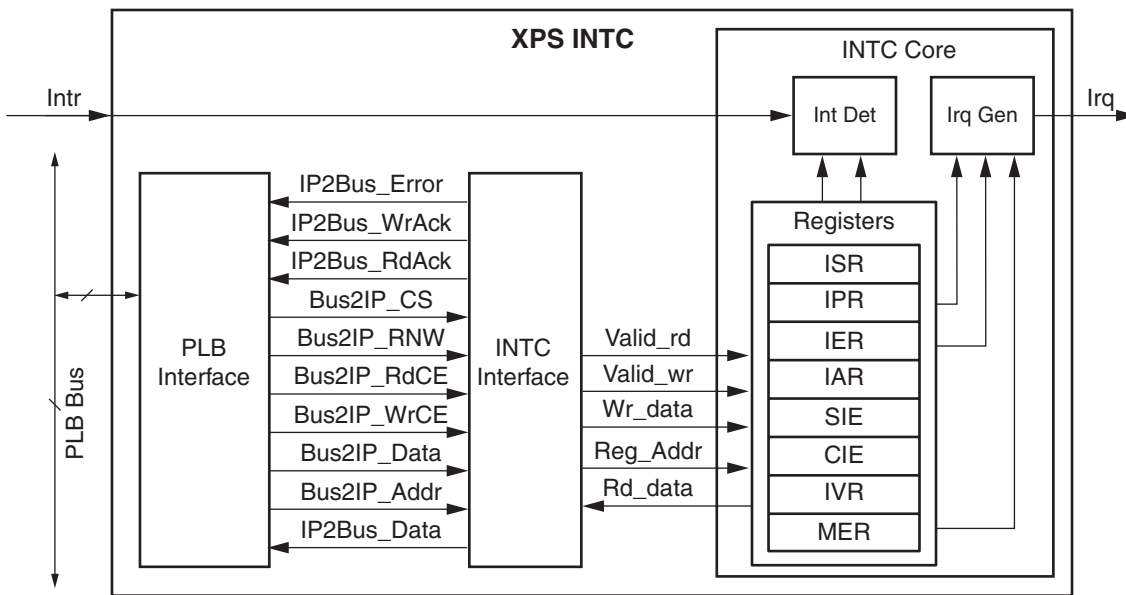 XPS INTC
INTC Core
Intr
Int Det
Irq Gen
Irq
PLB Bus
PLB
Interface
IP2Bus_Error
IP2Bus_WrAck
IP2Bus_RdAck
Bus2IP_CS
Bus2IP_RNW
Bus2IP_RdCE
Bus2IP_WrCE
Bus2IP_Data
Bus2IP_Addr
IP2Bus_Data
INTC
Interface
Valid_rd
Valid_wr
Wr_data
Reg_Addr
Rd_data
Registers
ISR
IPR
IER
IAR
SIE
CIE
IVR
MER